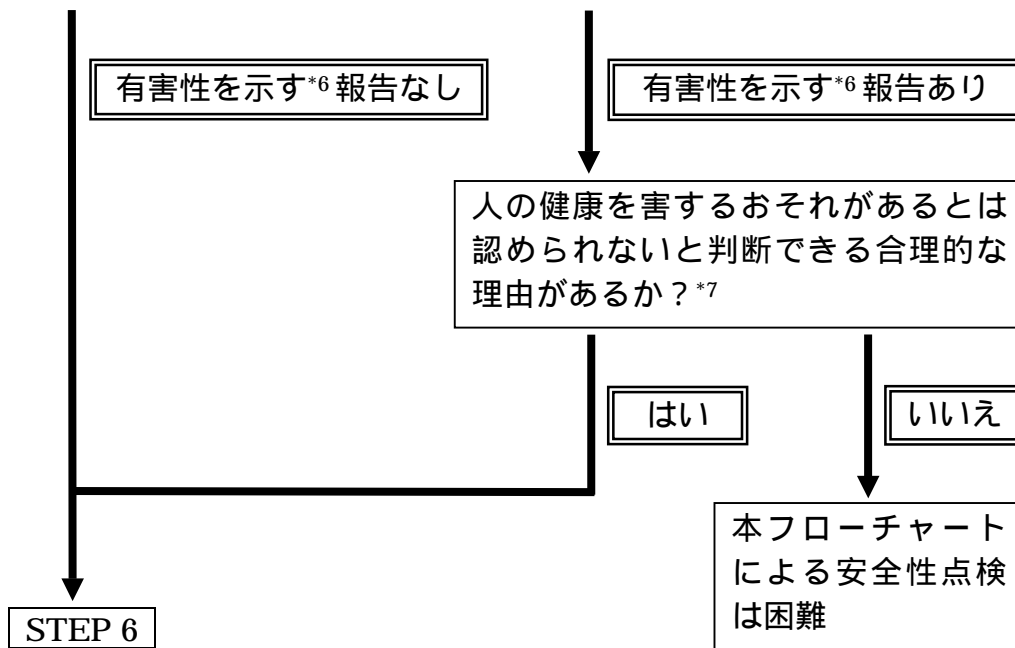 有害性を示す*6 報告なし
有害性を示す*6 報告あり
人の健康を害するおそれがあるとは
認められないと判断できる合理的な
理由があるか？*7
はい
いいえ
本フローチャート
による安全性点検
は困難
STEP 6